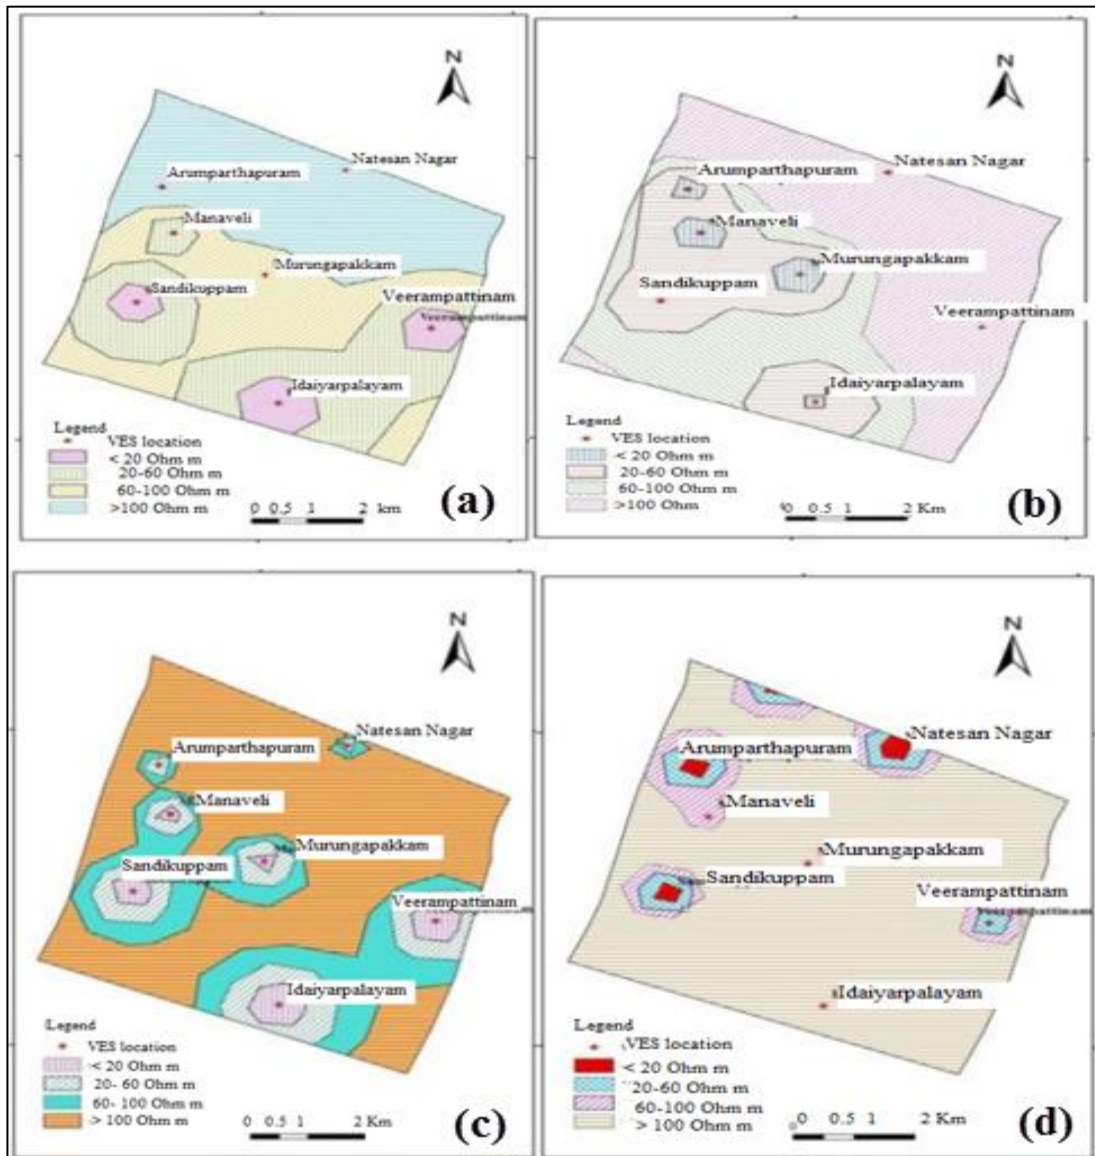 N
Natesan Nagar
Arumparthapuram
Manaveli
Murungapakkam
Sandikuppam
Veerampattinam
Veerampattinam
Idaiyarpalayam
Legend
VES location
< 20 Ohm m
20-60 Ohm m
60-100 Ohm m
>100 Ohm m
0 0.5 1 2 km
(a)
N
Natesan Nagar
Arumparthapuram
Manaveli
Murungapakkam
Sandikuppam
Veerampattinam
Idaiyarpalayam
Legend
VES location
< 20 Ohm m
20-60 Ohm m
60-100 Ohm m
>100 Ohm
0 0.5 1 2 Km
(b)
N
Natesan Nagar
Arumparthapuram
Manaveli
Murungapakkam
Sandikuppam
Veerampattinam
Idaiyarpalayam
Legend
VES location
< 20 Ohm m
20- 60 Ohm m
60- 100 Ohm m
> 100 Ohm m
0 0.5 1 2 Km
(c)
N
Natesan Nagar
Arumparthapuram
Manaveli
Murungapakkam
Sandikuppam
Veerampattinam
Veerampattinam
Idaiyarpalayam
Legend
VES location
< 20 Ohm m
20-60 Ohm m
60-100 Ohm m
> 100 Ohm m
0 0.5 1 2 Km
(d)